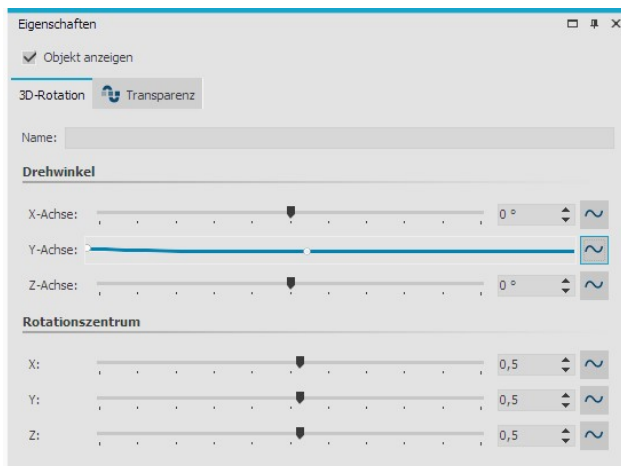 Eigenschaften
Objekt anzeigen
3D-Rotation Transparenz
Name:
Drehwinkel
X-Achse: 0 °
Y-Achse:
Z-Achse: 0 °
Rotationszentrum
X: 0,5
Y: 0,5
Z: 0,5